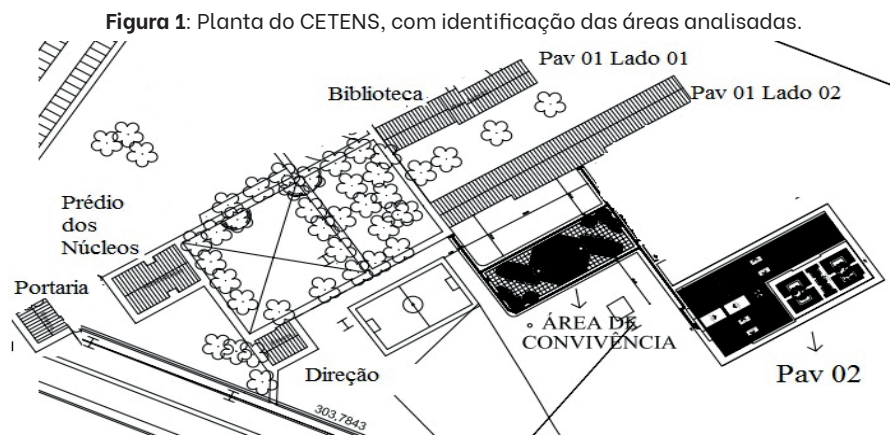 Figura 1: Planta do CETENS, com identificação das áreas analisadas.
Pav 01 Lado 01
Biblioteca
Pav 01 Lado 02
Prédio
dos
Núcleos
Portaria
ÁREA DE
CONVIVÊNCIA
Direção
Pav 02
303,7843